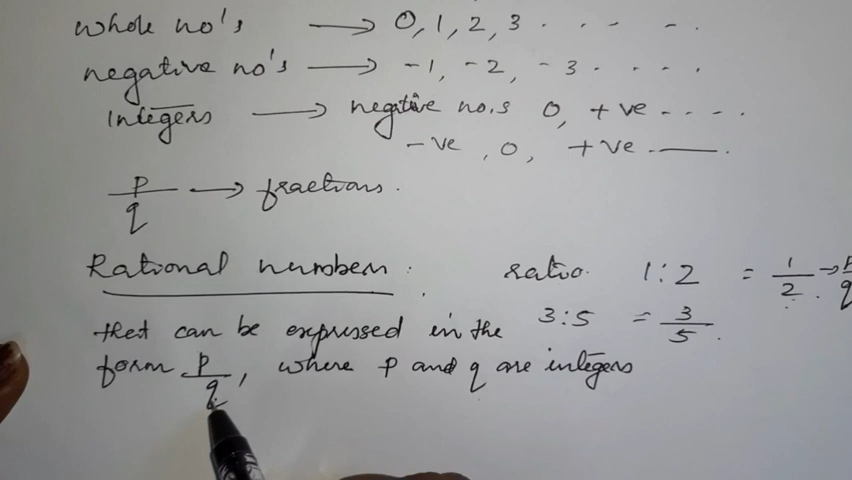 whole no's → 0, 1, 2, 3 . . . . - .
negative no's → -1, -2, -3 . . . . .
Integers → negative no.s 0, +ve - - - - .
-ve, 0, +ve ——.
p/q → fractions.
Rational numbers : ratio. 1:2 = 1/2 → p/q
that can be expressed in the 3:5 = 3/5.
form p/q, where p and q are integers